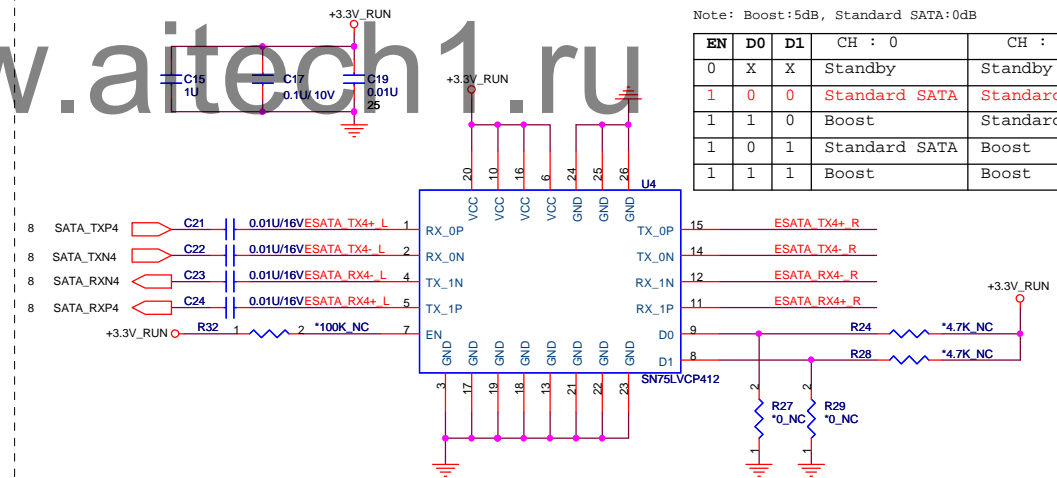 w.aitech1.ru
+3.3V_RUN
C15
1U
C17
0.1U/10V
C19
0.01U
25
+3.3V_RUN
Note: Boost:5dB, Standard SATA:0dB
EN D0 D1 CH : 0 CH :
0 X X Standby Standby
1 0 0 Standard SATA Standard
1 1 0 Boost Standard
1 0 1 Standard SATA Boost
1 1 1 Boost Boost
20 10 16 6 24 25 26
U4
VCC VCC VCC VCC GND GND GND
8 SATA_TXP4 C21 0.01U/16V ESATA_TX4+_L 1 RX_0P TX_0P 15 ESATA_TX4+_R
8 SATA_TXN4 C22 0.01U/16V ESATA_TX4-_L 2 RX_0N TX_0N 14 ESATA_TX4-_R
8 SATA_RXN4 C23 0.01U/16V ESATA_RX4-_L 4 TX_1N RX_1N 12 ESATA_RX4-_R
8 SATA_RXP4 C24 0.01U/16V ESATA_RX4+_L 5 TX_1P RX_1P 11 ESATA_RX4+_R
+3.3V_RUN
+3.3V_RUN R32 1 2 *100K_NC 7 EN D0 9 R24 *4.7K_NC
D1 8 R28 *4.7K_NC
GND GND GND GND GND GND GND GND
SN75LVCP412
3 17 19 18 13 21 22 23
2 2
R27 R29
*0_NC *0_NC
1 1